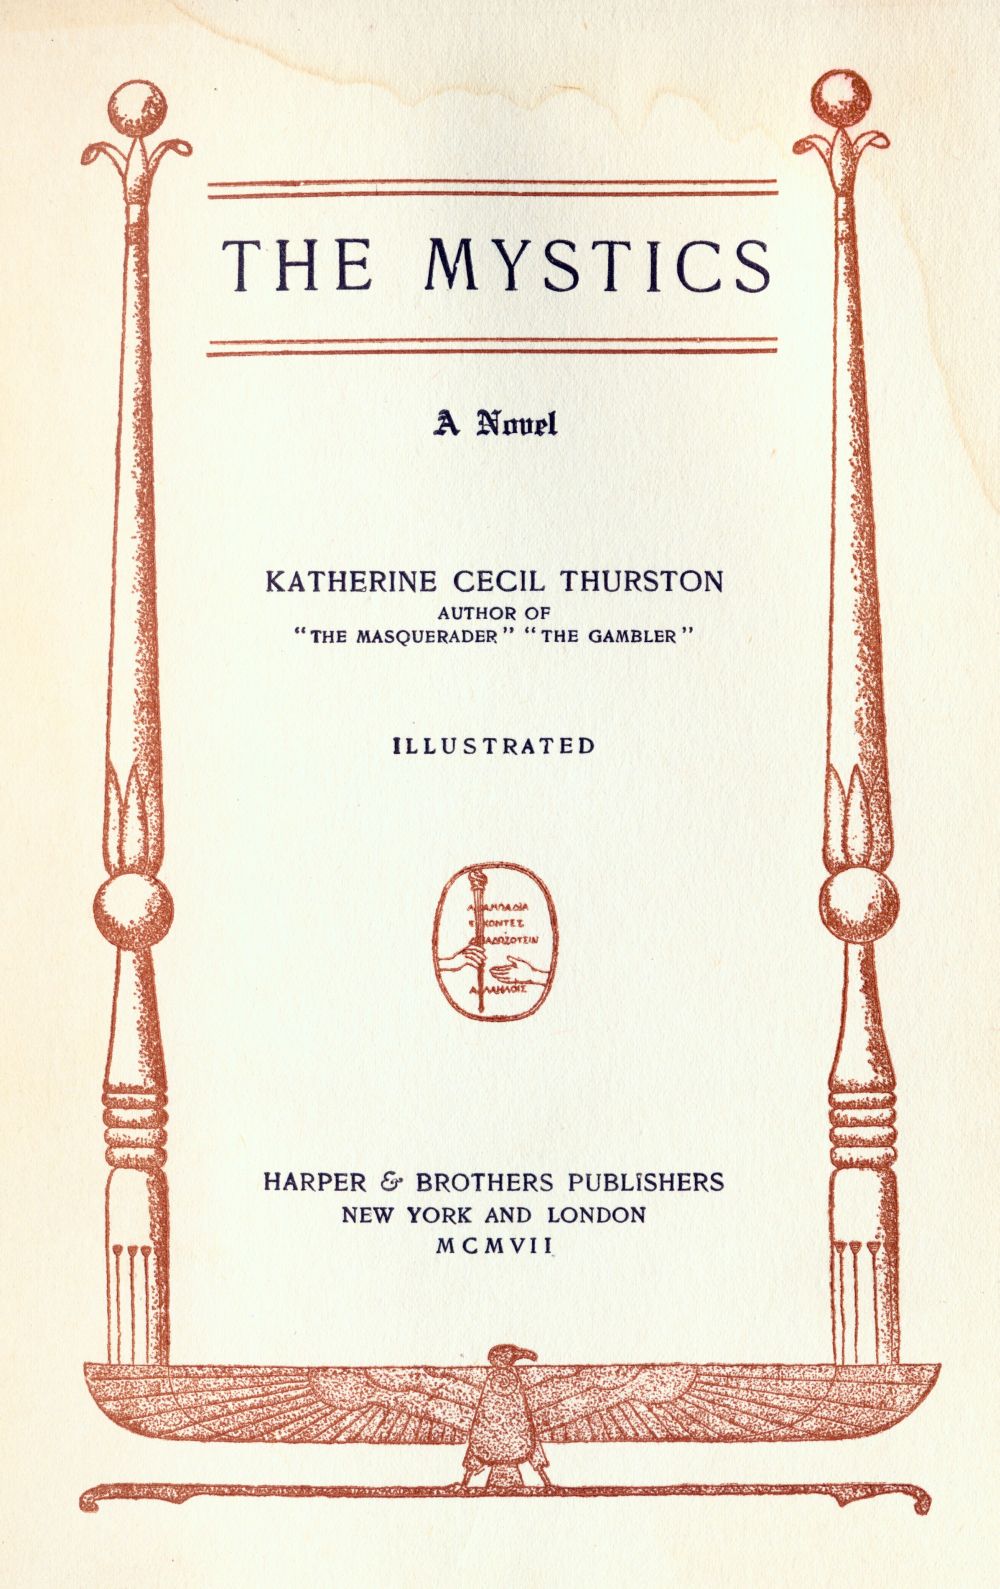 THE MYSTICS
A Novel
KATHERINE CECIL THURSTON
AUTHOR OF
“THE MASQUERADER” “THE GAMBLER”
ILLUSTRATED
HARPER & BROTHERS PUBLISHERS
NEW YORK AND LONDON
MCMVII